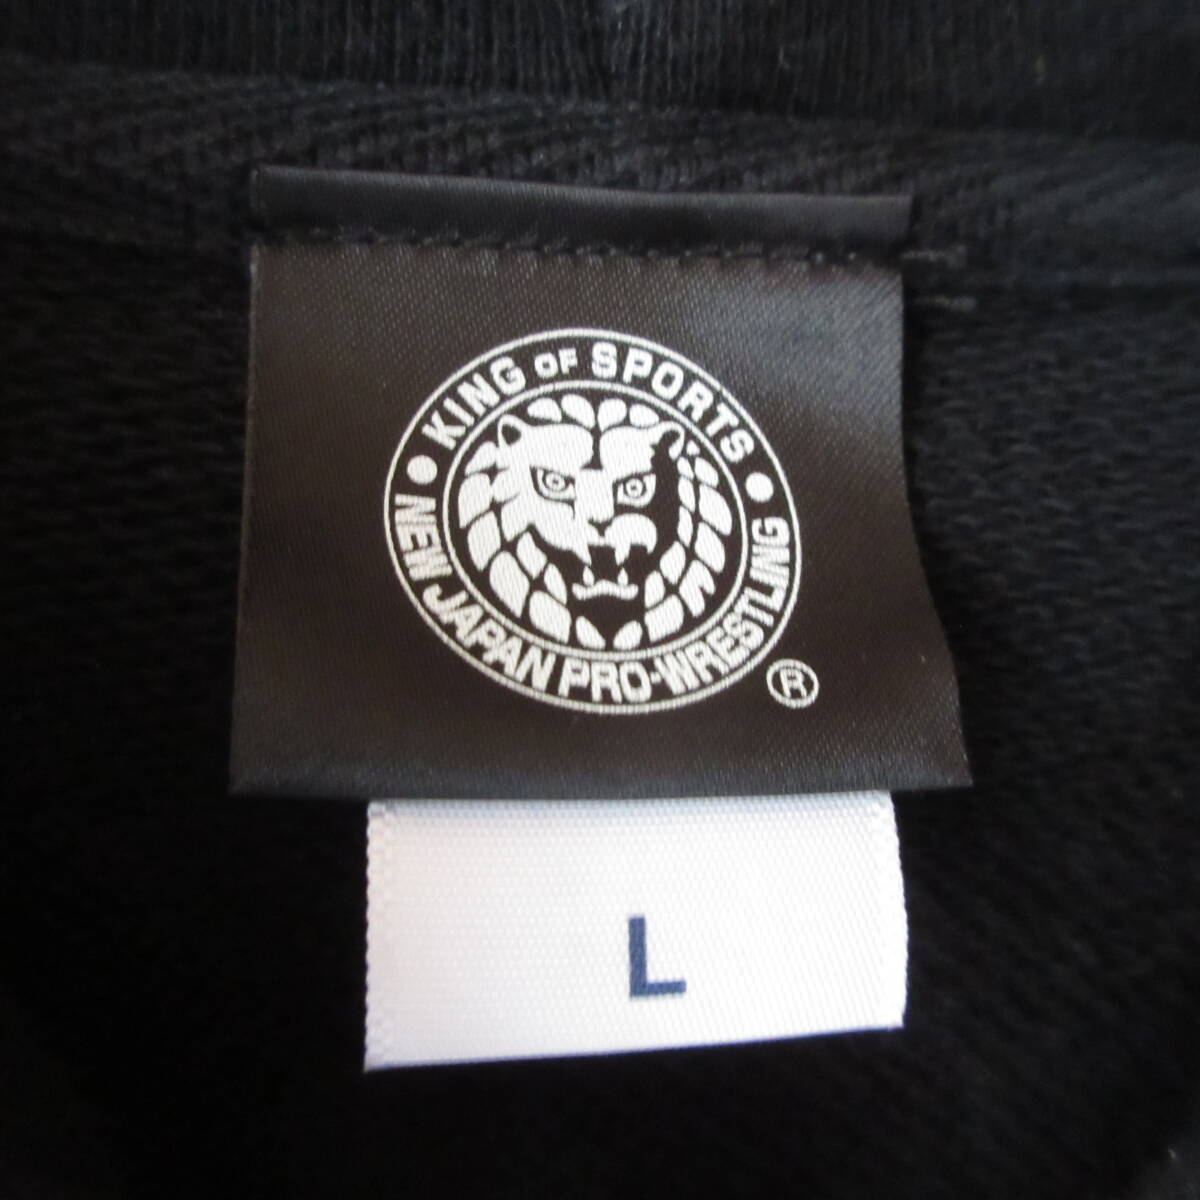 KING OF SPORTS
NEW JAPAN PRO-WRESTLING
®
L